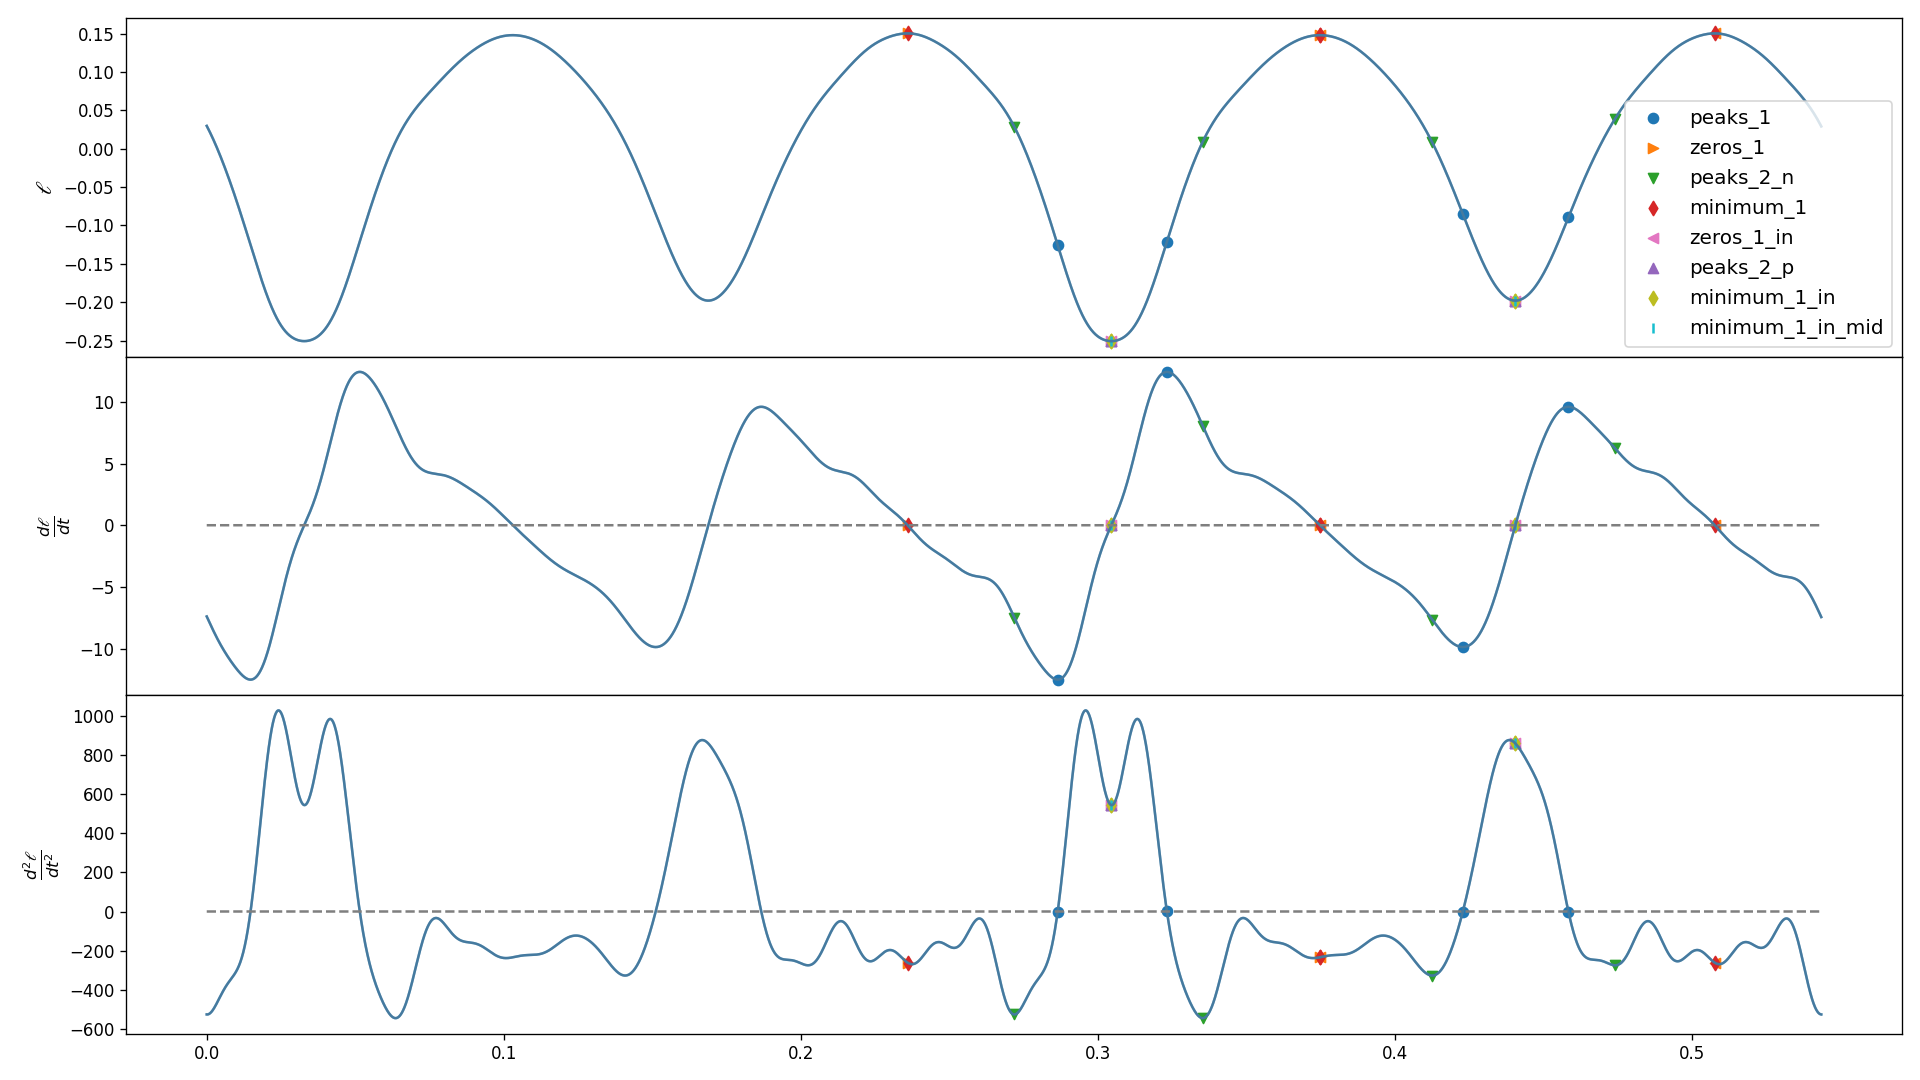 0.15
0.10
0.05
0.00
−0.05
−0.10
−0.15
−0.20
−0.25
ℓ
peaks_1
zeros_1
peaks_2_n
minimum_1
zeros_1_in
peaks_2_p
minimum_1_in
minimum_1_in_mid
10
5
0
−5
−10
dℓ
dt
1000
800
600
400
200
0
−200
−400
−600
d²ℓ
dt²
0.0 0.1 0.2 0.3 0.4 0.5